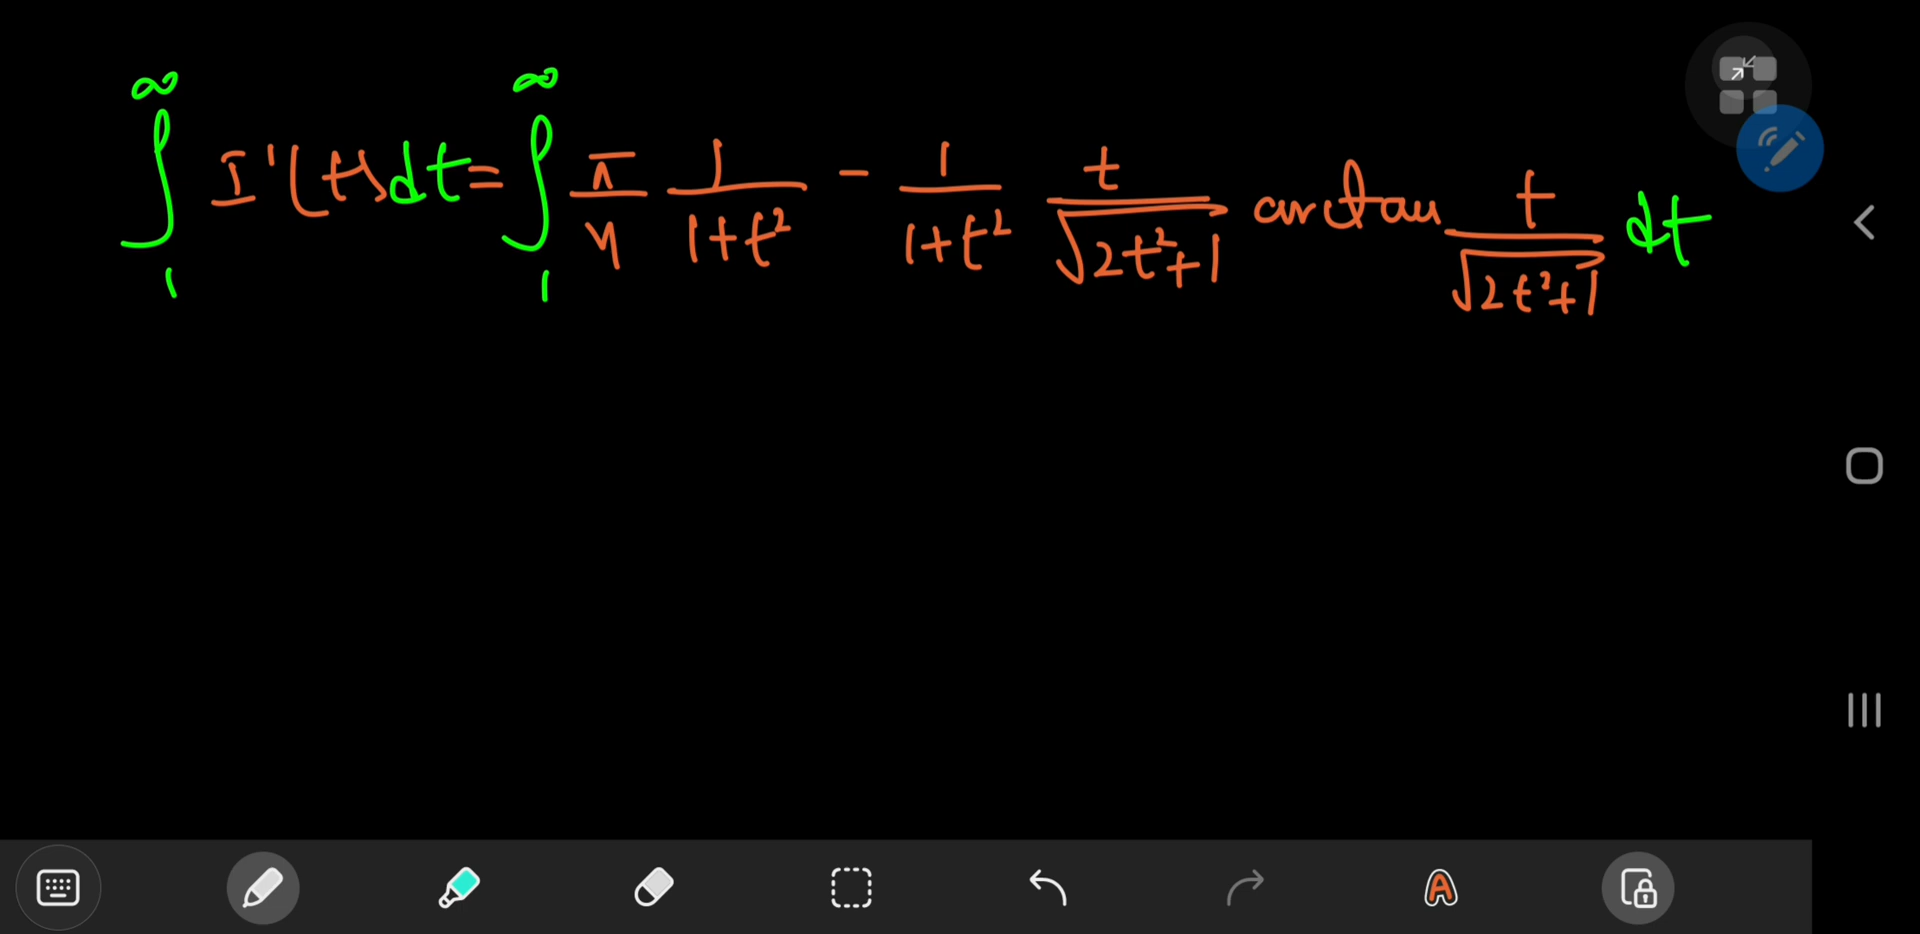 ∫₁^∞ I'(t)dt = ∫₁^∞ π/4 1/(1+t²) - 1/(1+t²) t/√(2t²+1) arctan t/√(2t²+1) dt
A